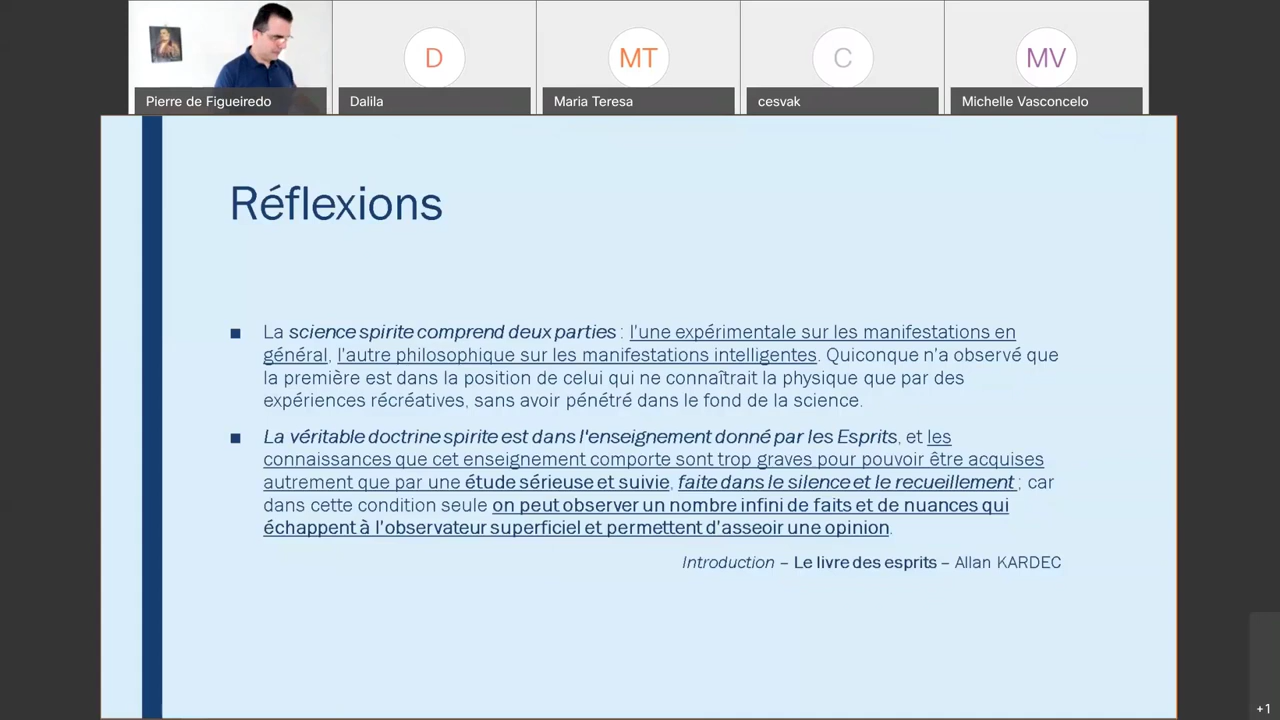 D
MT
C
MV
Pierre de Figueiredo
Dalila
Maria Teresa
cesvak
Michelle Vasconcelo
Réflexions
■ La science spirite comprend deux parties : l'une expérimentale sur les manifestations en
général, l'autre philosophique sur les manifestations intelligentes. Quiconque n'a observé que
la première est dans la position de celui qui ne connaîtrait la physique que par des
expériences récréatives, sans avoir pénétré dans le fond de la science.
■ La véritable doctrine spirite est dans l'enseignement donné par les Esprits, et les
connaissances que cet enseignement comporte sont trop graves pour pouvoir être acquises
autrement que par une étude sérieuse et suivie, faite dans le silence et le recueillement ; car
dans cette condition seule on peut observer un nombre infini de faits et de nuances qui
échappent à l'observateur superficiel et permettent d'asseoir une opinion.
Introduction – Le livre des esprits – Allan KARDEC
+1